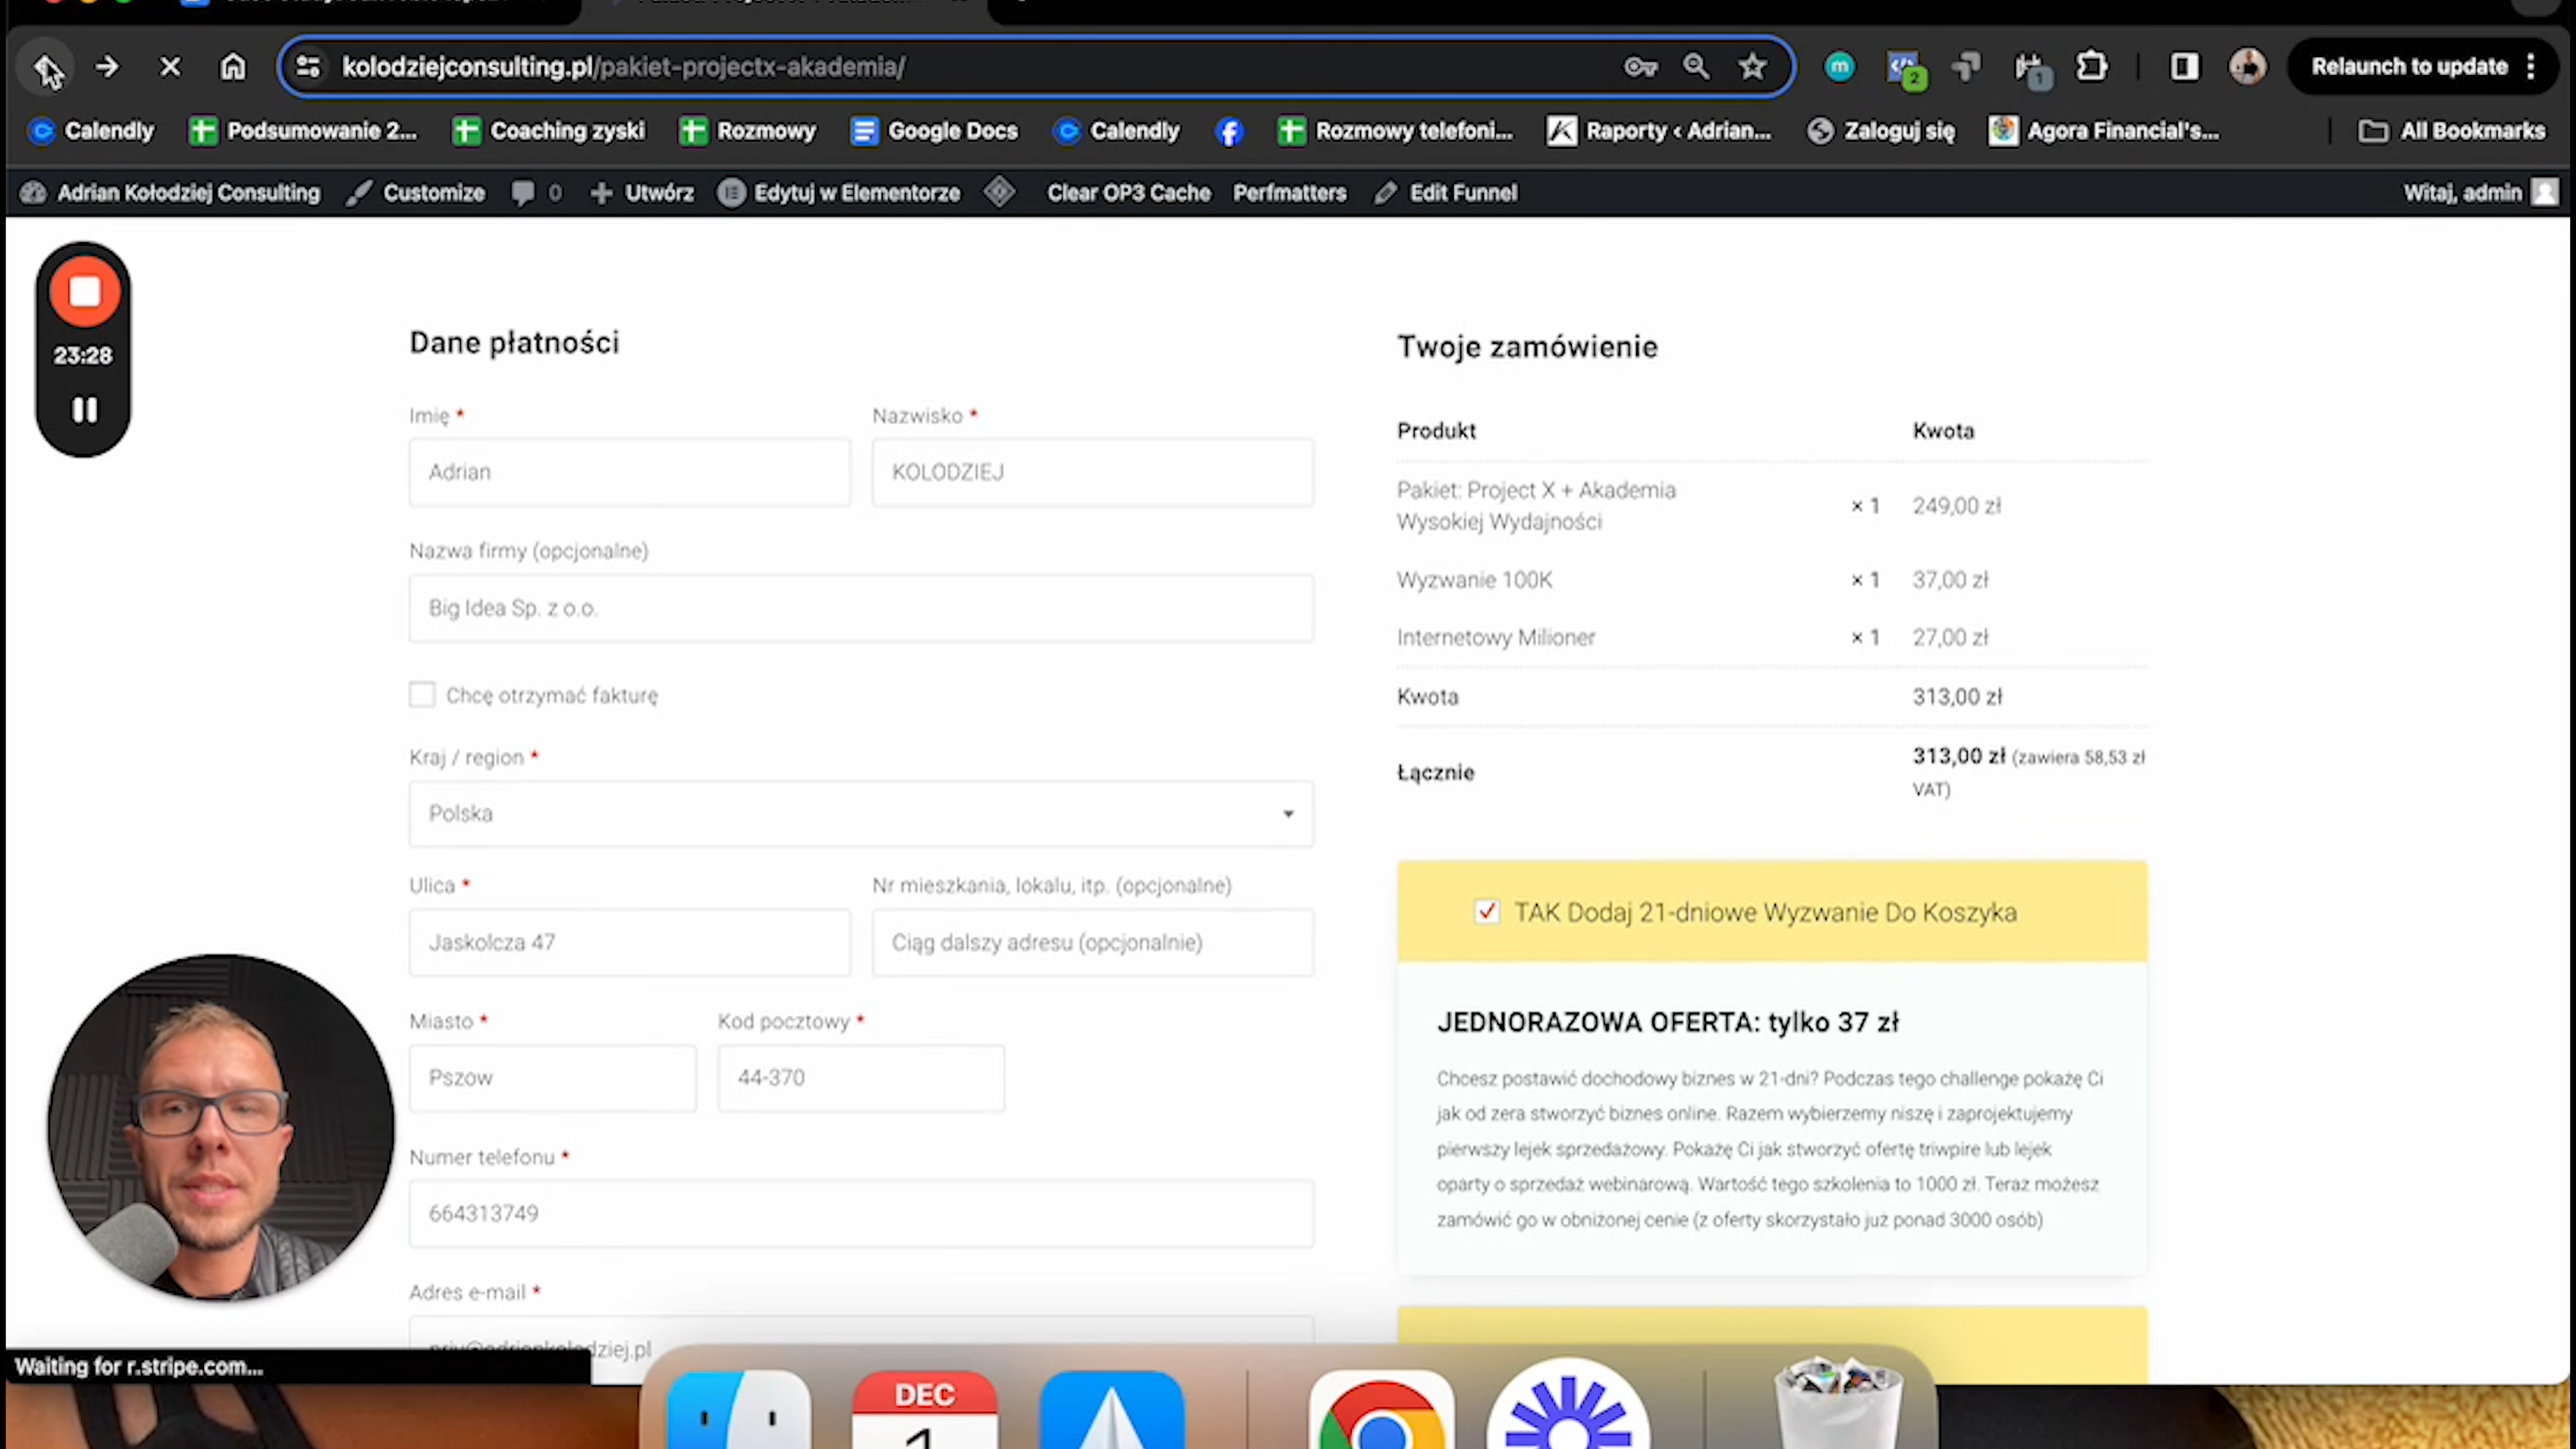 kolodziejconsulting.pl/pakiet-projectx-akademia/
2
1
Relaunch to update
Calendly
Podsumowanie 2...
Coaching zyski
Rozmowy
Google Docs
Calendly
Rozmowy telefoni...
Raporty ‹ Adrian...
Zaloguj się
Agora Financial's...
All Bookmarks
Adrian Kołodziej Consulting
Customize
0
Utwórz
Edytuj w Elementorze
Clear OP3 Cache
Perfmatters
Edit Funnel
Witaj, admin
23:28
Dane płatności
Imię *
Nazwisko *
Adrian
KOLODZIEJ
Nazwa firmy (opcjonalne)
Big Idea Sp. z o.o.
Chcę otrzymać fakturę
Kraj / region *
Polska
Ulica *
Nr mieszkania, lokalu, itp. (opcjonalne)
Jaskolcza 47
Ciąg dalszy adresu (opcjonalnie)
Miasto *
Kod pocztowy *
Pszow
44-370
Numer telefonu *
664313749
Adres e-mail *
Twoje zamówienie
Produkt
Kwota
Pakiet: Project X + Akademia
Wysokiej Wydajności
× 1
249,00 zł
Wyzwanie 100K
× 1
37,00 zł
Internetowy Milioner
× 1
27,00 zł
Kwota
313,00 zł
Łącznie
313,00 zł (zawiera 58,53 zł
VAT)
TAK Dodaj 21-dniowe Wyzwanie Do Koszyka
JEDNORAZOWA OFERTA: tylko 37 zł
Chcesz postawić dochodowy biznes w 21-dni? Podczas tego challenge pokażę Ci
jak od zera stworzyć biznes online. Razem wybierzemy niszę i zaprojektujemy
pierwszy lejek sprzedażowy. Pokażę Ci jak stworzyć ofertę triwpire lub lejek
oparty o sprzedaż webinarową. Wartość tego szkolenia to 1000 zł. Teraz możesz
zamówić go w obniżonej cenie (z oferty skorzystało już ponad 3000 osób)
Waiting for r.stripe.com...
DEC
1